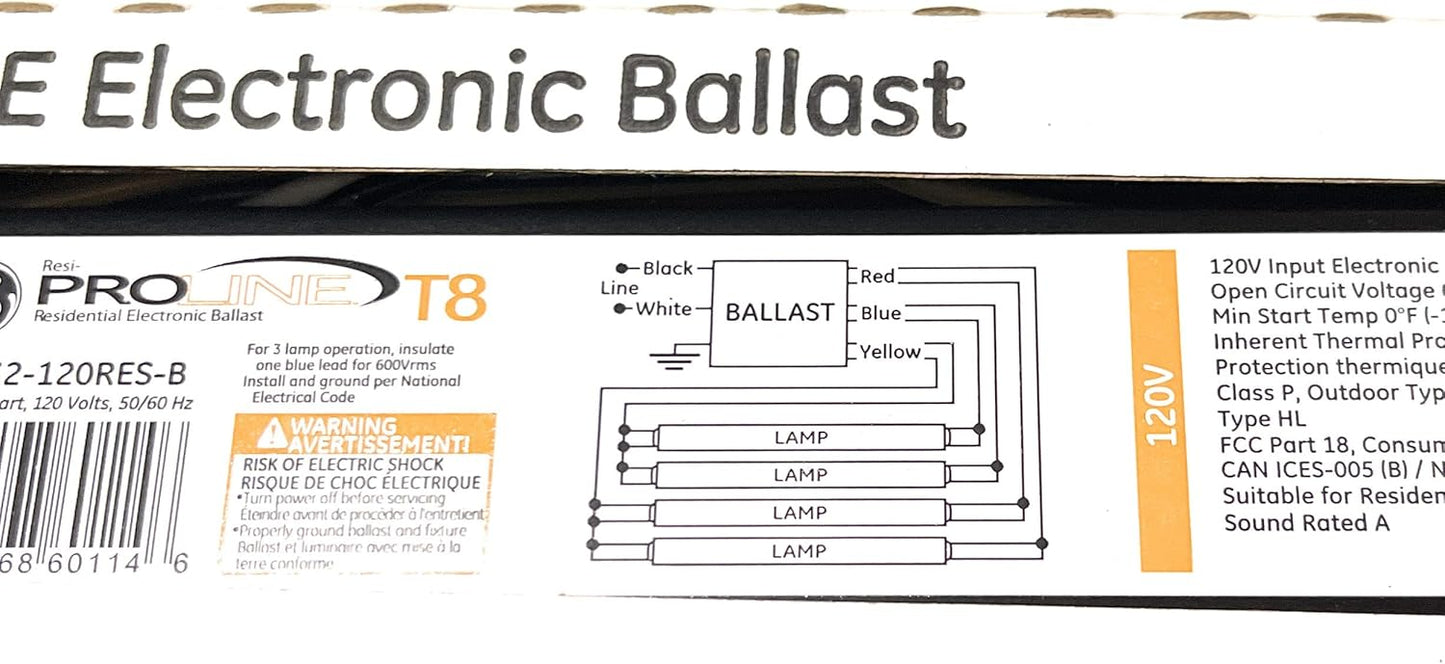 E Electronic Ballast
Resi-
PROLINE T8
Residential Electronic Ballast
2-120RES-B
art, 120 Volts, 50/60 Hz
68 60114 6
For 3 lamp operation, insulate
one blue lead for 600Vrms
Install and ground per National
Electrical Code
WARNING
AVERTISSEMENT!
RISK OF ELECTRIC SHOCK
RISQUE DE CHOC ÉLECTRIQUE
•Turn power off before servicing
Éteindre avant de procéder à l'entretient
•Properly ground ballast and fixture
Ballast et luminaire avec mise à la
terre conforme
Black
Line
White
BALLAST
Red
Blue
Yellow
LAMP
LAMP
LAMP
LAMP
120V
120V Input Electronic
Open Circuit Voltage
Min Start Temp 0°F (-1
Inherent Thermal Pro
Protection thermique
Class P, Outdoor Typ
Type HL
FCC Part 18, Consum
CAN ICES-005 (B) / N
Suitable for Residen
Sound Rated A